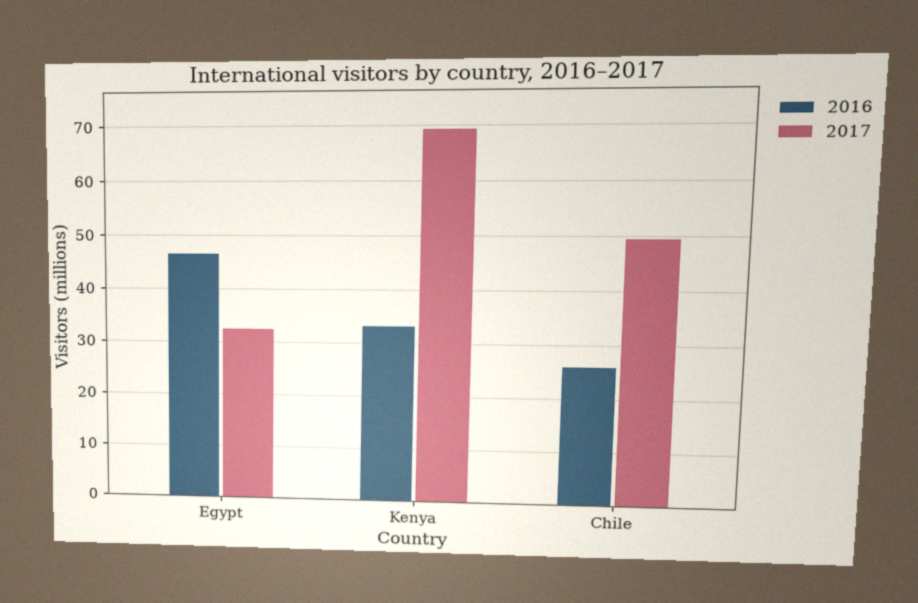 International visitors by country, 2016–2017
2016
2017
Visitors (millions)
70
60
50
40
30
20
10
0
Egypt
Kenya
Chile
Country